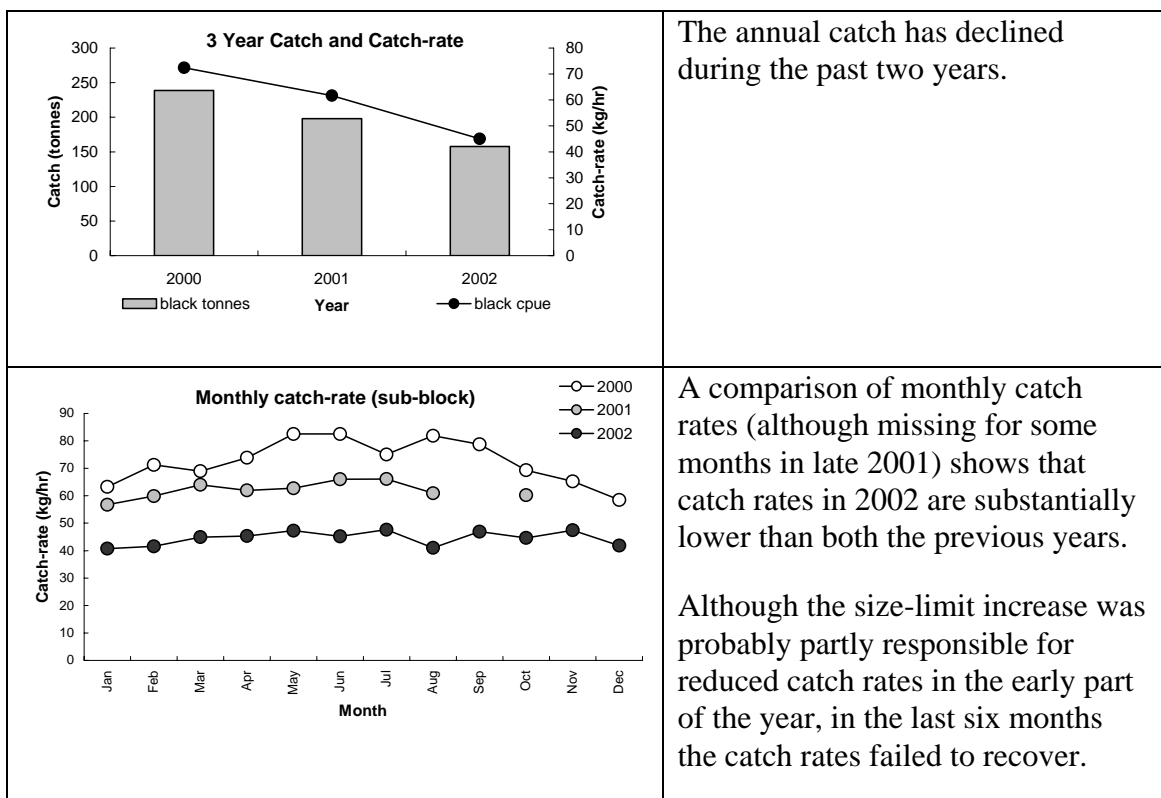 3 Year Catch and Catch-rate
300
250
200
150
100
50
0
Catch (tonnes)
80
70
60
50
40
30
20
10
0
Catch-rate (kg/hr)
2000 2001 2002
black tonnes Year black cpue
The annual catch has declined
during the past two years.
Monthly catch-rate (sub-block)
2000
2001
2002
90
80
70
60
50
40
30
20
10
0
Catch-rate (kg/hr)
Jan Feb Mar Apr May Jun Jul Aug Sep Oct Nov Dec
Month
A comparison of monthly catch
rates (although missing for some
months in late 2001) shows that
catch rates in 2002 are substantially
lower than both the previous years.
Although the size-limit increase was
probably partly responsible for
reduced catch rates in the early part
of the year, in the last six months
the catch rates failed to recover.